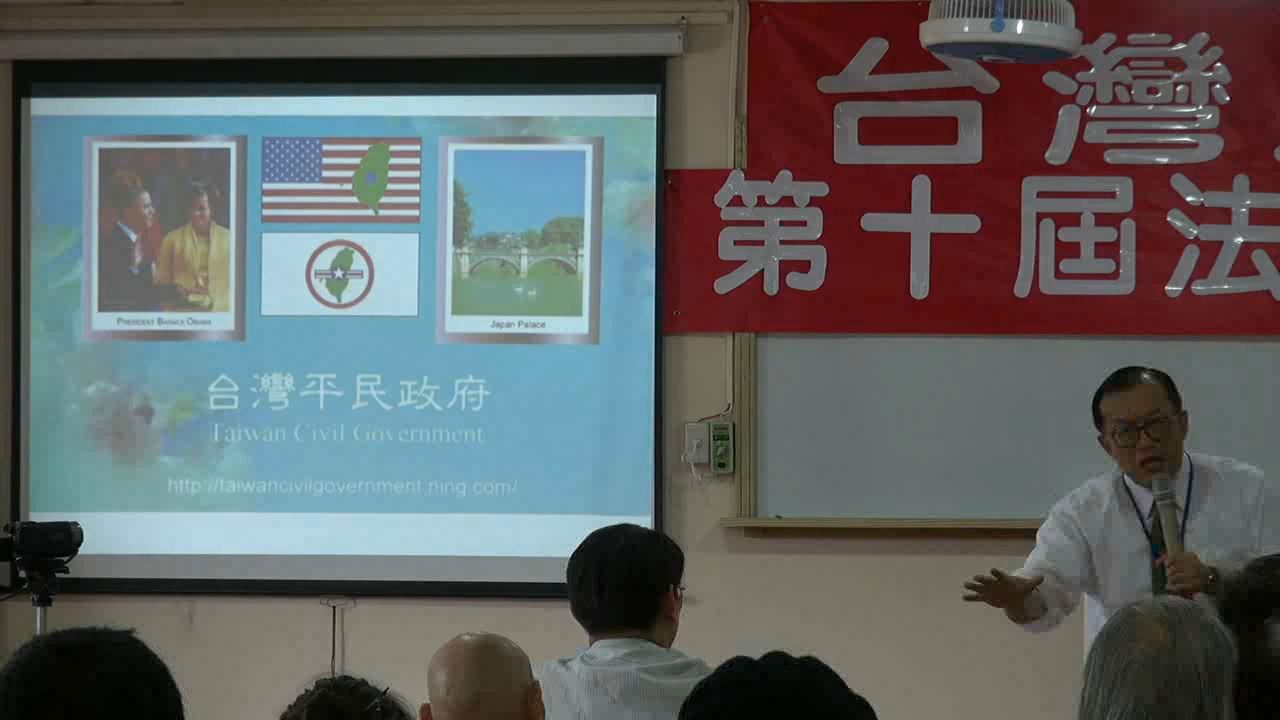 PRESIDENT BARACK OBAMA
Japan Palace
台灣平民政府
Taiwan Civil Government
http://taiwancivilgovernment.ning.com/
台灣
第十屆法